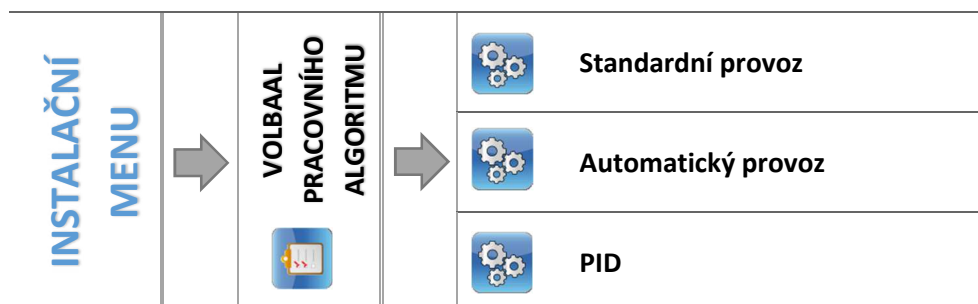 INSTALAČNÍ
MENU
VOLBAAL
PRACOVNÍHO
ALGORITMU
Standardní provoz
Automatický provoz
PID